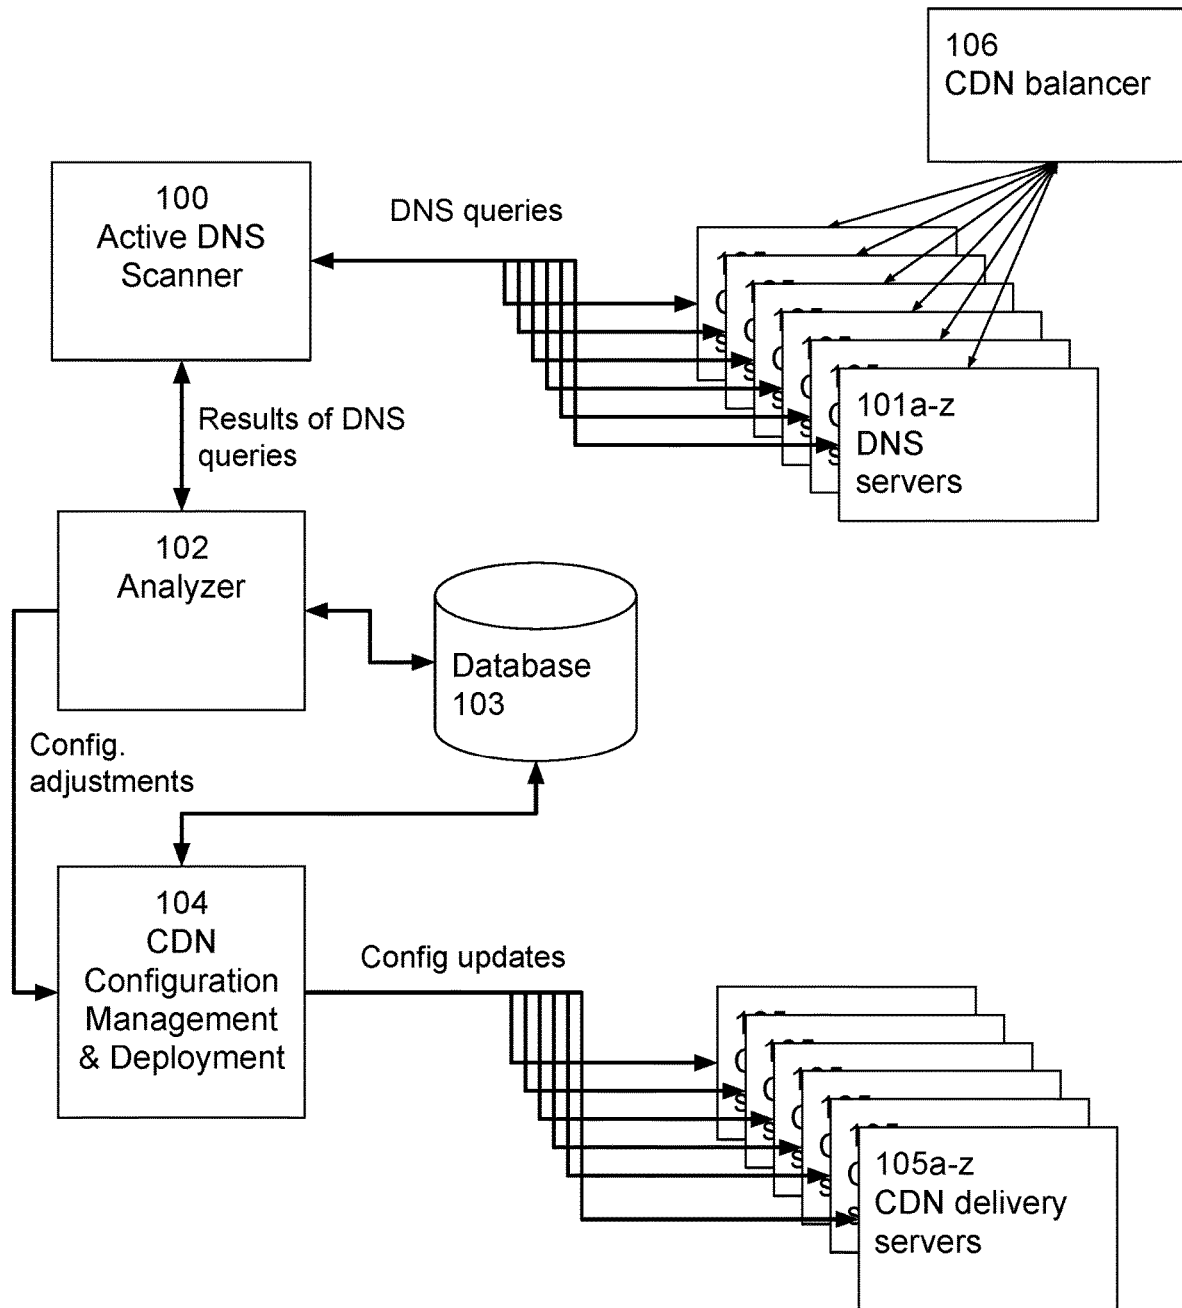 106
CDN balancer
100
Active DNS
Scanner
DNS queries
101a-z
DNS
servers
Results of DNS
queries
102
Analyzer
Database
103
Config.
adjustments
104
CDN
Configuration
Management
& Deployment
Config updates
105a-z
CDN delivery
servers